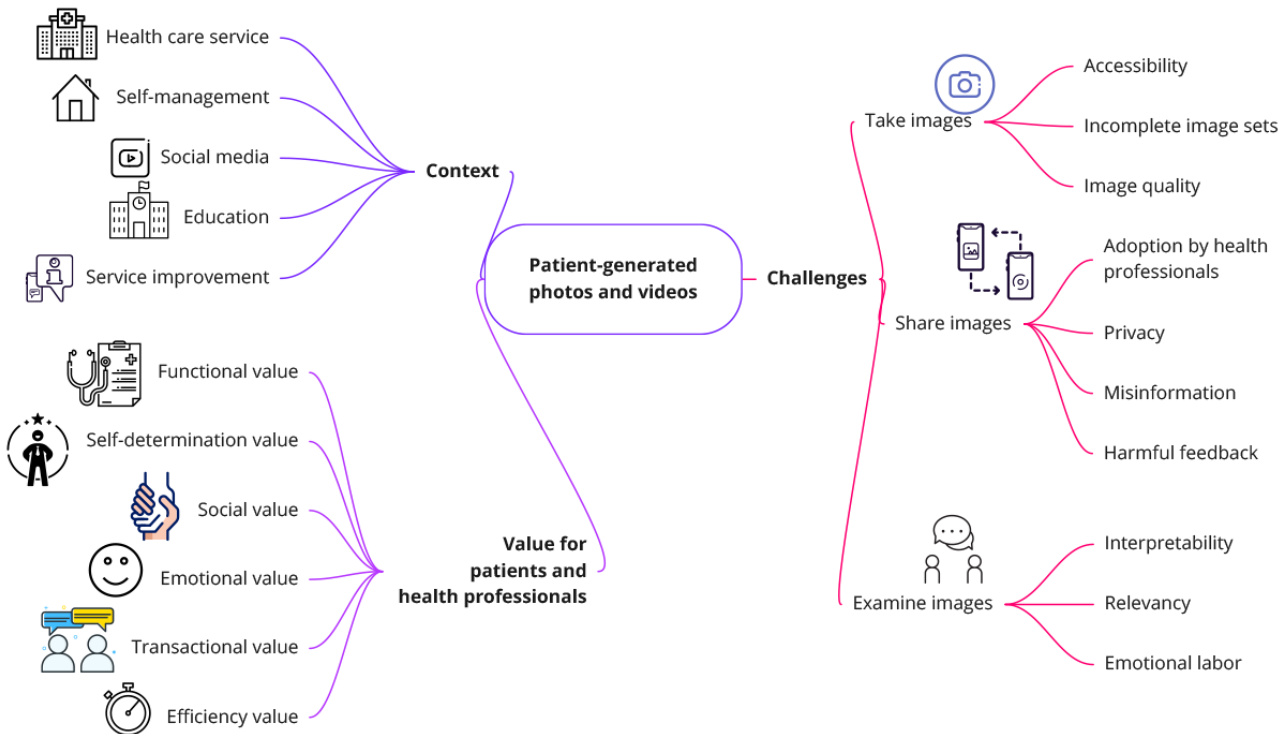 Health care service
Self-management
Social media
Education
Service improvement
Context
Functional value
Self-determination value
Social value
Emotional value
Transactional value
Efficiency value
Value for
patients and
health professionals
Patient-generated
photos and videos
Challenges
Take images
Accessibility
Incomplete image sets
Image quality
Share images
Adoption by health
professionals
Privacy
Misinformation
Harmful feedback
Examine images
Interpretability
Relevancy
Emotional labor